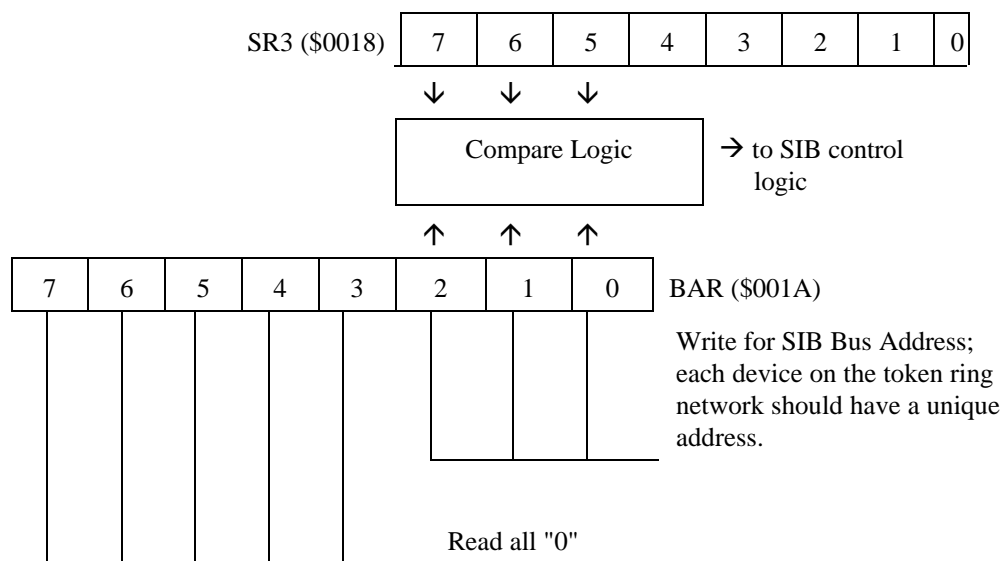 SR3 ($0018) 7 6 5 4 3 2 1 0
Compare Logic
→ to SIB control
logic
7 6 5 4 3 2 1 0 BAR ($001A)
Write for SIB Bus Address;
each device on the token ring
network should have a unique
address.
Read all "0"